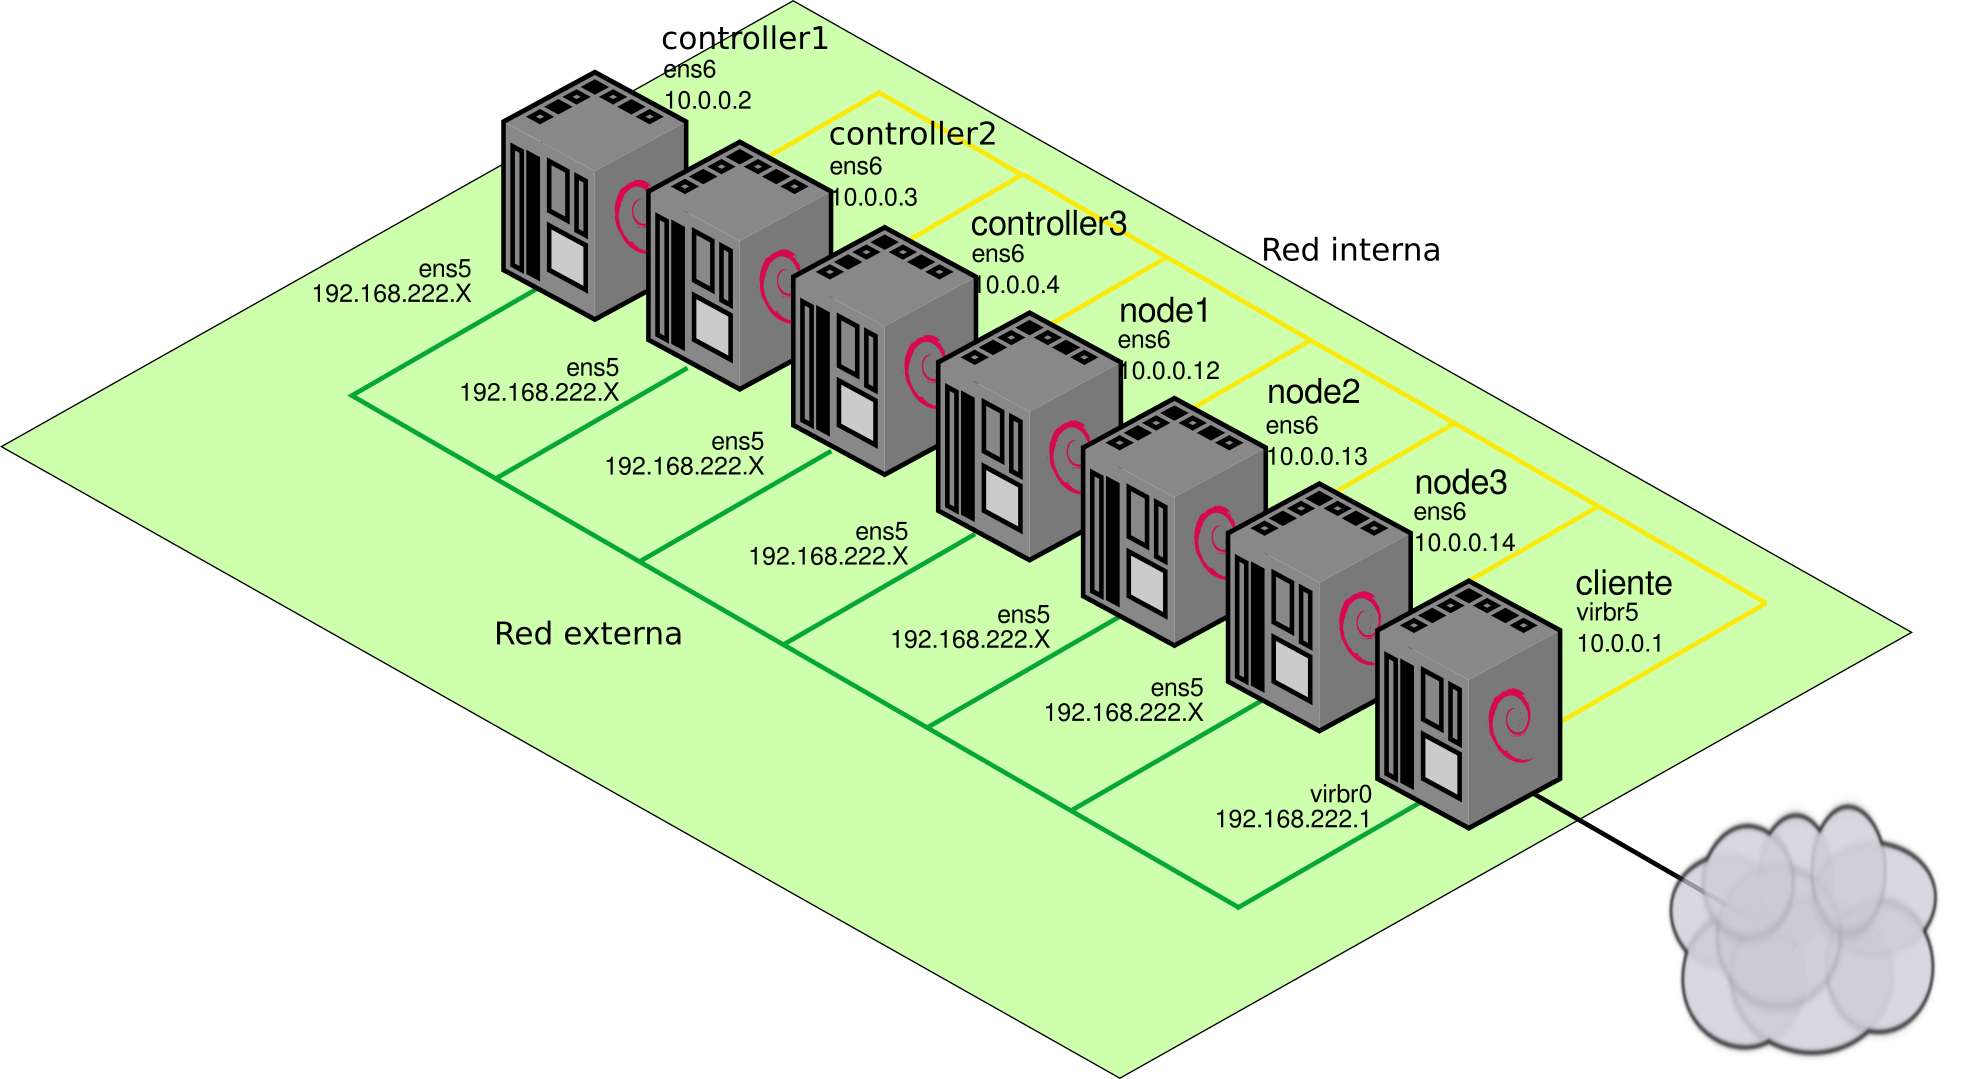 controller1
ens6
10.0.0.2
controller2
ens6
10.0.0.3
controller3
ens6
10.0.0.4
Red interna
node1
ens6
10.0.0.12
node2
ens6
10.0.0.13
node3
ens6
10.0.0.14
cliente
virbr5
10.0.0.1
ens5
192.168.222.X
ens5
192.168.222.X
ens5
192.168.222.X
ens5
192.168.222.X
ens5
192.168.222.X
ens5
192.168.222.X
virbr0
192.168.222.1
Red externa